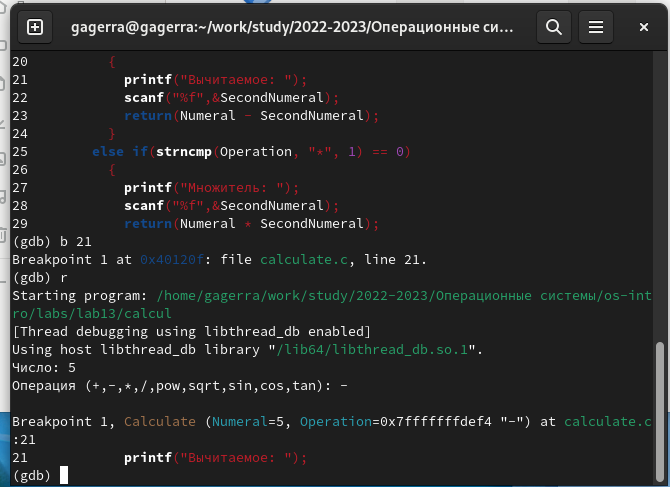 gagerra@gagerra:~/work/study/2022-2023/Операционные си…
20          {
21            printf("Вычитаемое: ");
22            scanf("%f",&SecondNumeral);
23            return(Numeral - SecondNumeral);
24          }
25        else if(strncmp(Operation, "*", 1) == 0)
26          {
27            printf("Множитель: ");
28            scanf("%f",&SecondNumeral);
29            return(Numeral * SecondNumeral);
(gdb) b 21
Breakpoint 1 at 0x40120f: file calculate.c, line 21.
(gdb) r
Starting program: /home/gagerra/work/study/2022-2023/Операционные системы/os-int
ro/labs/lab13/calcul
[Thread debugging using libthread_db enabled]
Using host libthread_db library "/lib64/libthread_db.so.1".
Число: 5
Операция (+,-,*,/,pow,sqrt,sin,cos,tan): -
Breakpoint 1, Calculate (Numeral=5, Operation=0x7fffffffdef4 "-") at calculate.c
:21
21            printf("Вычитаемое: ");
(gdb)